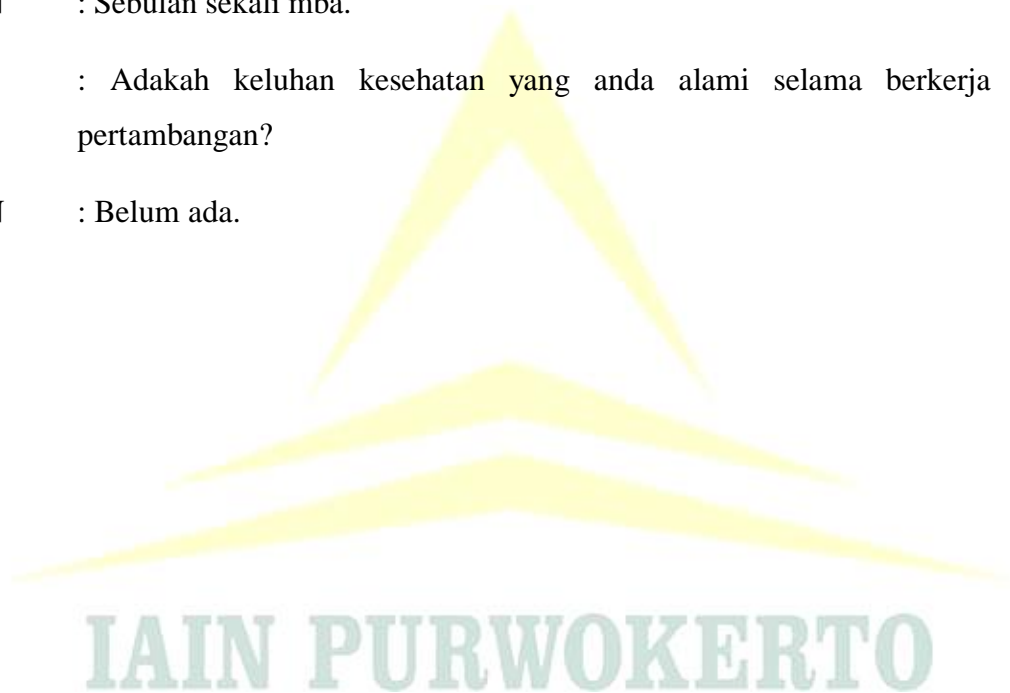 : Sebulan sekali mba.
: Adakah keluhan kesehatan yang anda alami selama berkerja
pertambangan?
: Belum ada.
IAIN PURWOKERTO